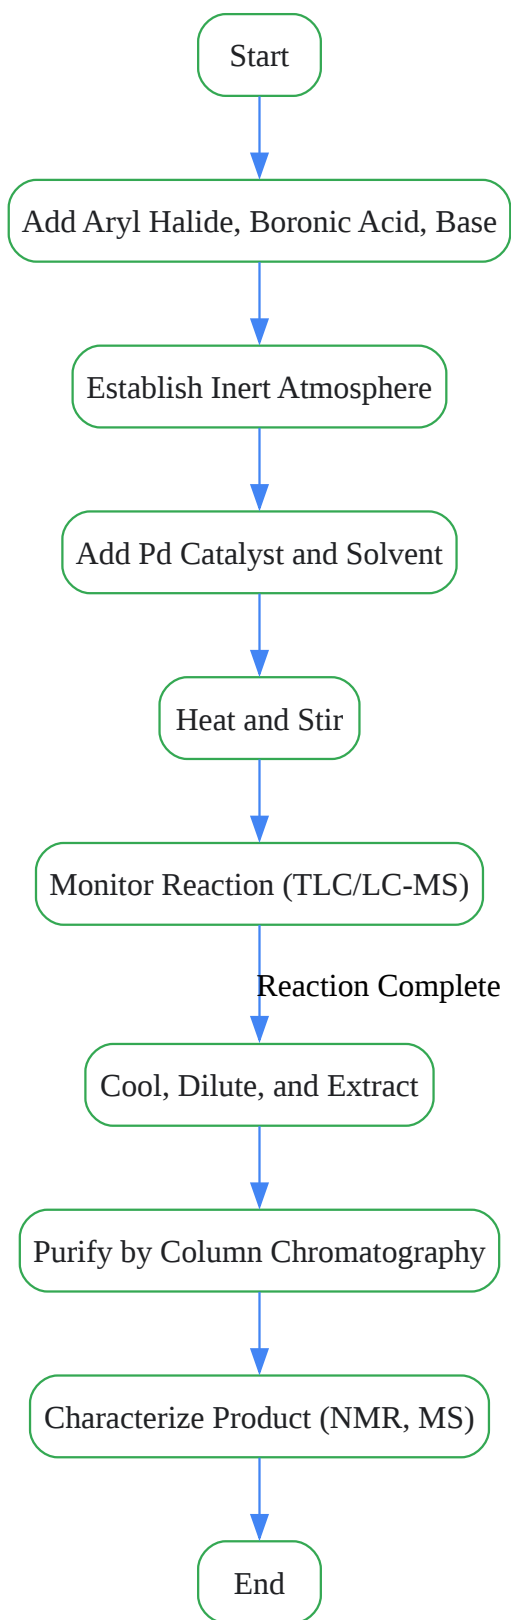 Start
Add Aryl Halide, Boronic Acid, Base
Establish Inert Atmosphere
Add Pd Catalyst and Solvent
Heat and Stir
Monitor Reaction (TLC/LC-MS)
Reaction Complete
Cool, Dilute, and Extract
Purify by Column Chromatography
Characterize Product (NMR, MS)
End